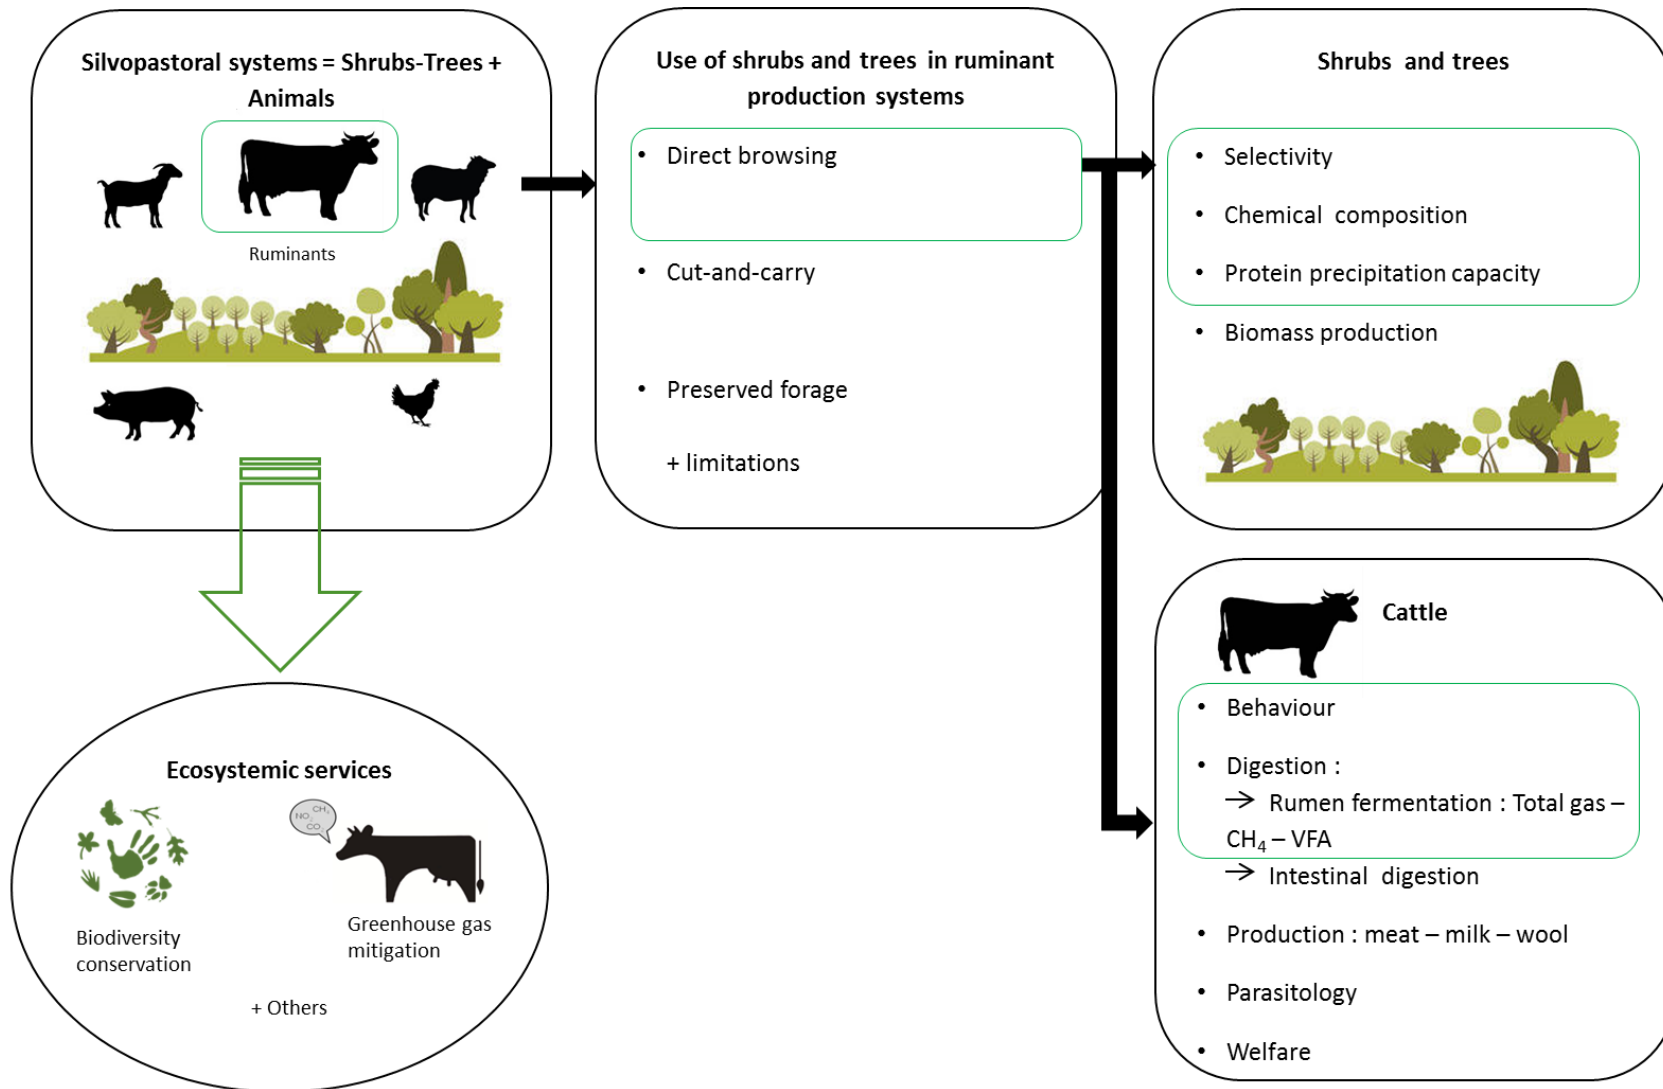 Silvopastoral systems = Shrubs-Trees +
Animals
Ruminants
Use of shrubs and trees in ruminant
production systems
• Direct browsing
• Cut-and-carry
• Preserved forage
+ limitations
Shrubs and trees
• Selectivity
• Chemical composition
• Protein precipitation capacity
• Biomass production
Cattle
• Behaviour
• Digestion :
→ Rumen fermentation : Total gas –
CH₄ – VFA
→ Intestinal digestion
• Production : meat – milk – wool
• Parasitology
• Welfare
Ecosystemic services
CH₄
NO₂
CO₂
Biodiversity
conservation
Greenhouse gas
mitigation
+ Others